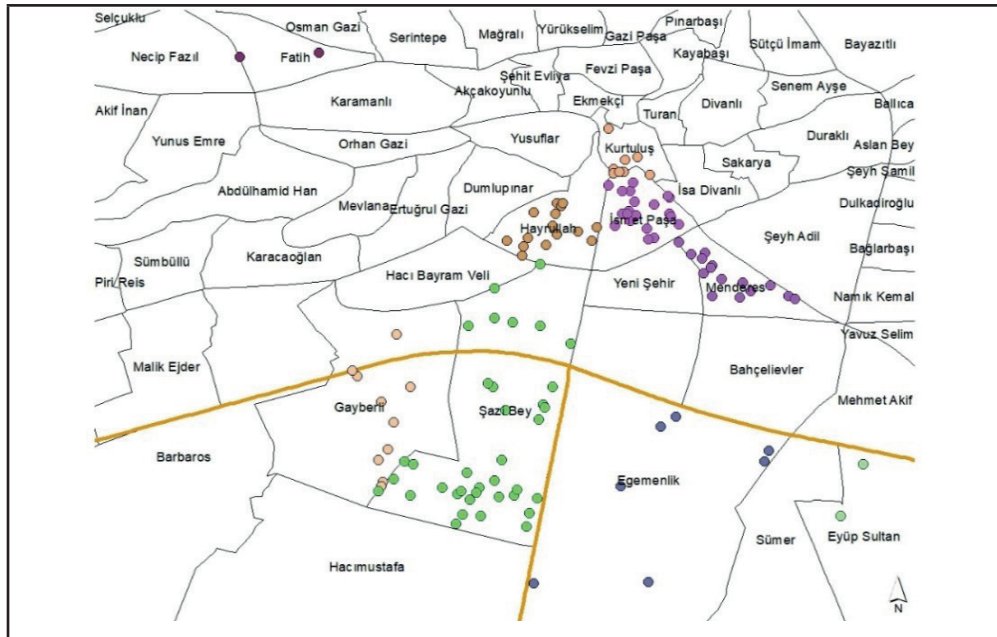 Selçuklu
Osman Gazi
Serintepe
Mağralı
Yürükselim
Gazi Paşa
Pınarbaşı
Kayabaşı
Sütçü İmam
Bayazıtlı
Necip Fazıl
Fatih
Şehit Evliya
Fevzi Paşa
Akif İnan
Karamanlı
Akçakoyunlu
Ekmekçi
Turan
Divanlı
Senem Ayşe
Ballıca
Yunus Emre
Orhan Gazi
Yusuflar
Kurtuluş
Sakarya
Duraklı
Aslan Bey
Şeyh Şamil
Abdülhamid Han
Mevlana
Ertuğrul Gazi
Dumlupınar
İsa Divanlı
Dulkadiroğlu
Hayrullah
İsmet Paşa
Şeyh Adil
Bağlarbaşı
Sümbüllü
Karacaoğlan
Piri Reis
Hacı Bayram Veli
Yeni Şehir
Menderes
Namık Kemal
Yavuz Selim
Malik Ejder
Bahçelievler
Mehmet Akif
Gayberli
Şazi Bey
Barbaros
Egemenlik
Hacımustafa
Sümer
Eyüp Sultan
N